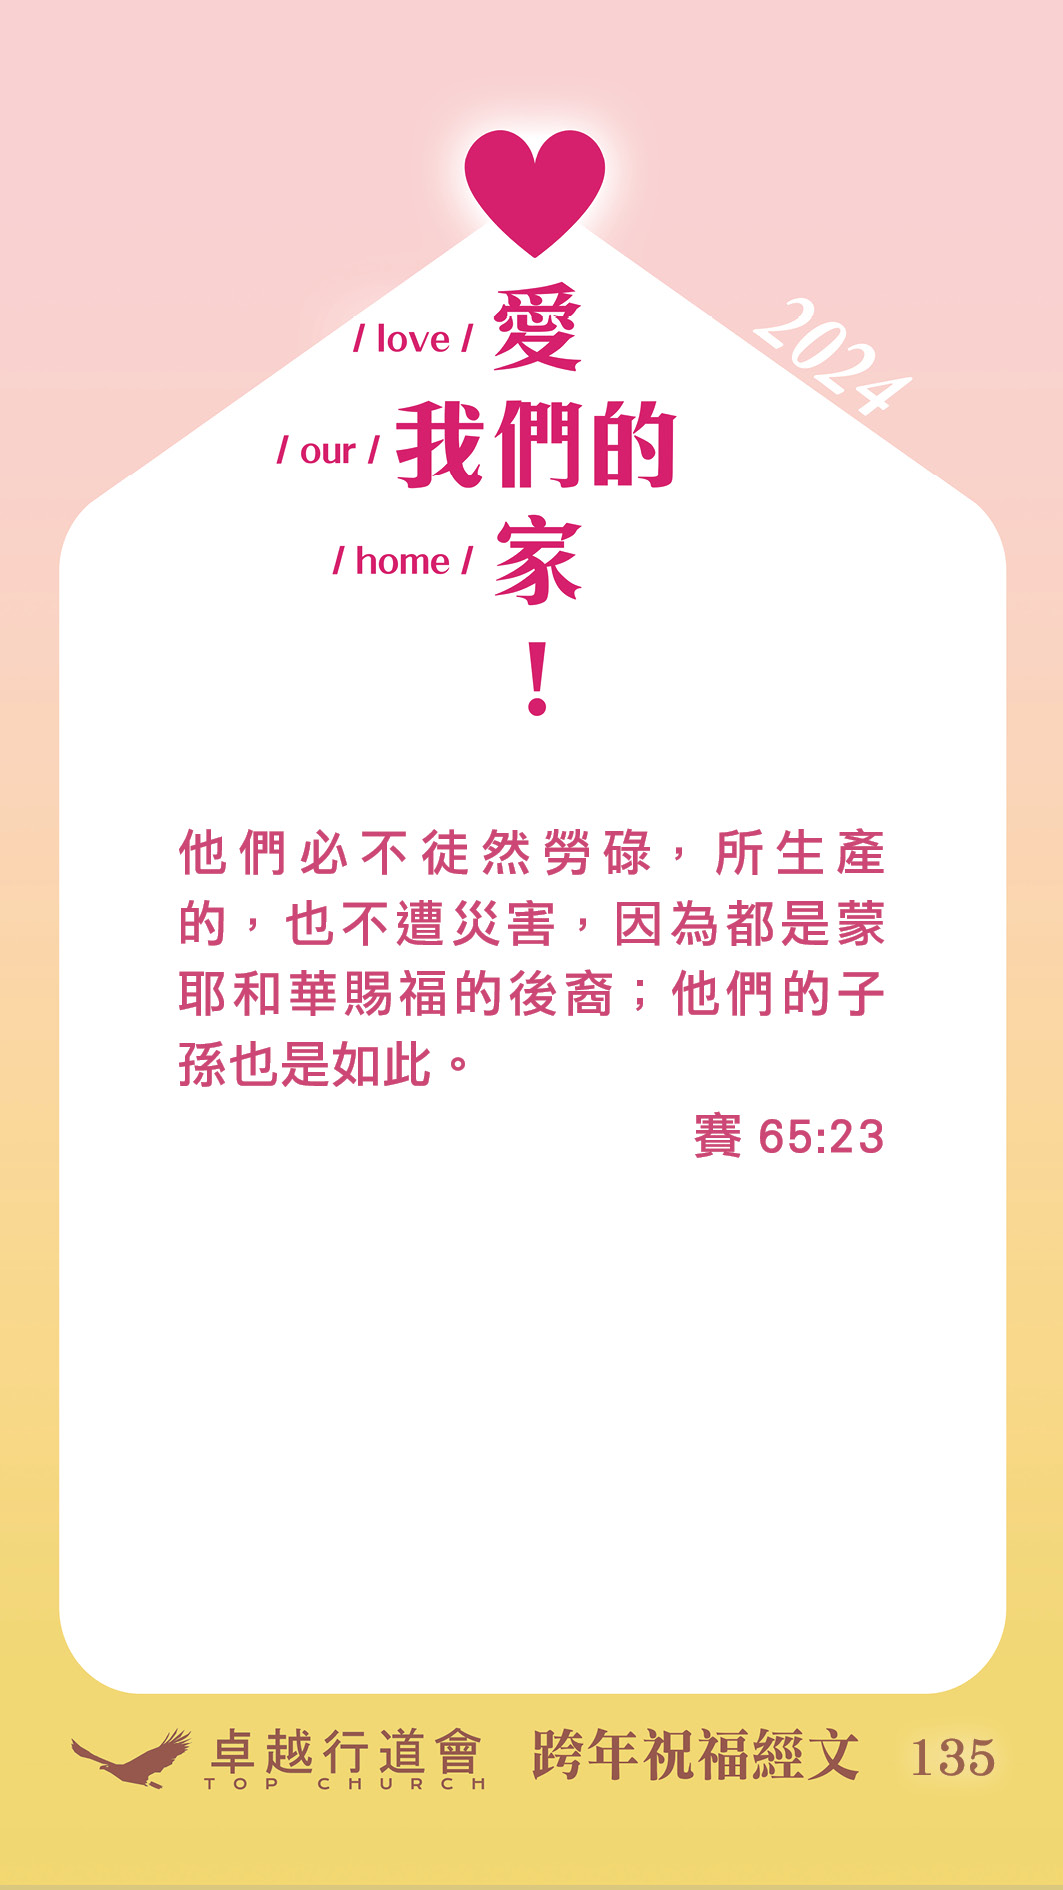 2024
/ love / 愛
/ our / 我們的
/ home / 家
！
他們必不徒然勞碌，所生產
的，也不遭災害，因為都是蒙
耶和華賜福的後裔；他們的子
孫也是如此。
賽 65:23
卓越行道會
TOP CHURCH
跨年祝福經文 135